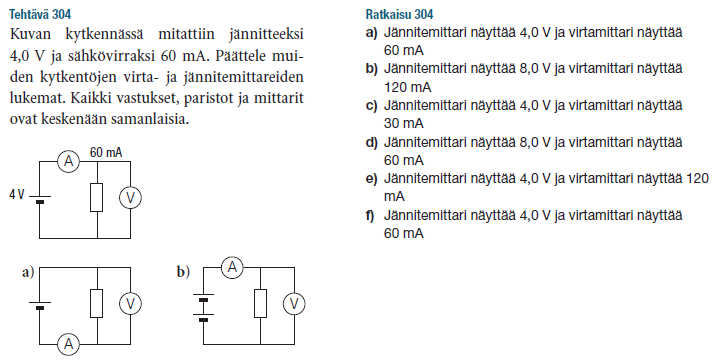 Tehtävä 304
Kuvan kytkennässä mitattiin jännitteeksi
4,0 V ja sähkövirraksi 60 mA. Päättele mui-
den kytkentöjen virta- ja jännitemittareiden
lukemat. Kaikki vastukset, paristot ja mittarit
ovat keskenään samanlaisia.
A
60 mA
4 V
V
a)
V
A
b)
A
V
Ratkaisu 304
a) Jännitemittari näyttää 4,0 V ja virtamittari näyttää
60 mA
b) Jännitemittari näyttää 8,0 V ja virtamittari näyttää
120 mA
c) Jännitemittari näyttää 4,0 V ja virtamittari näyttää
30 mA
d) Jännitemittari näyttää 8,0 V ja virtamittari näyttää
60 mA
e) Jännitemittari näyttää 4,0 V ja virtamittari näyttää 120
mA
f) Jännitemittari näyttää 4,0 V ja virtamittari näyttää
60 mA